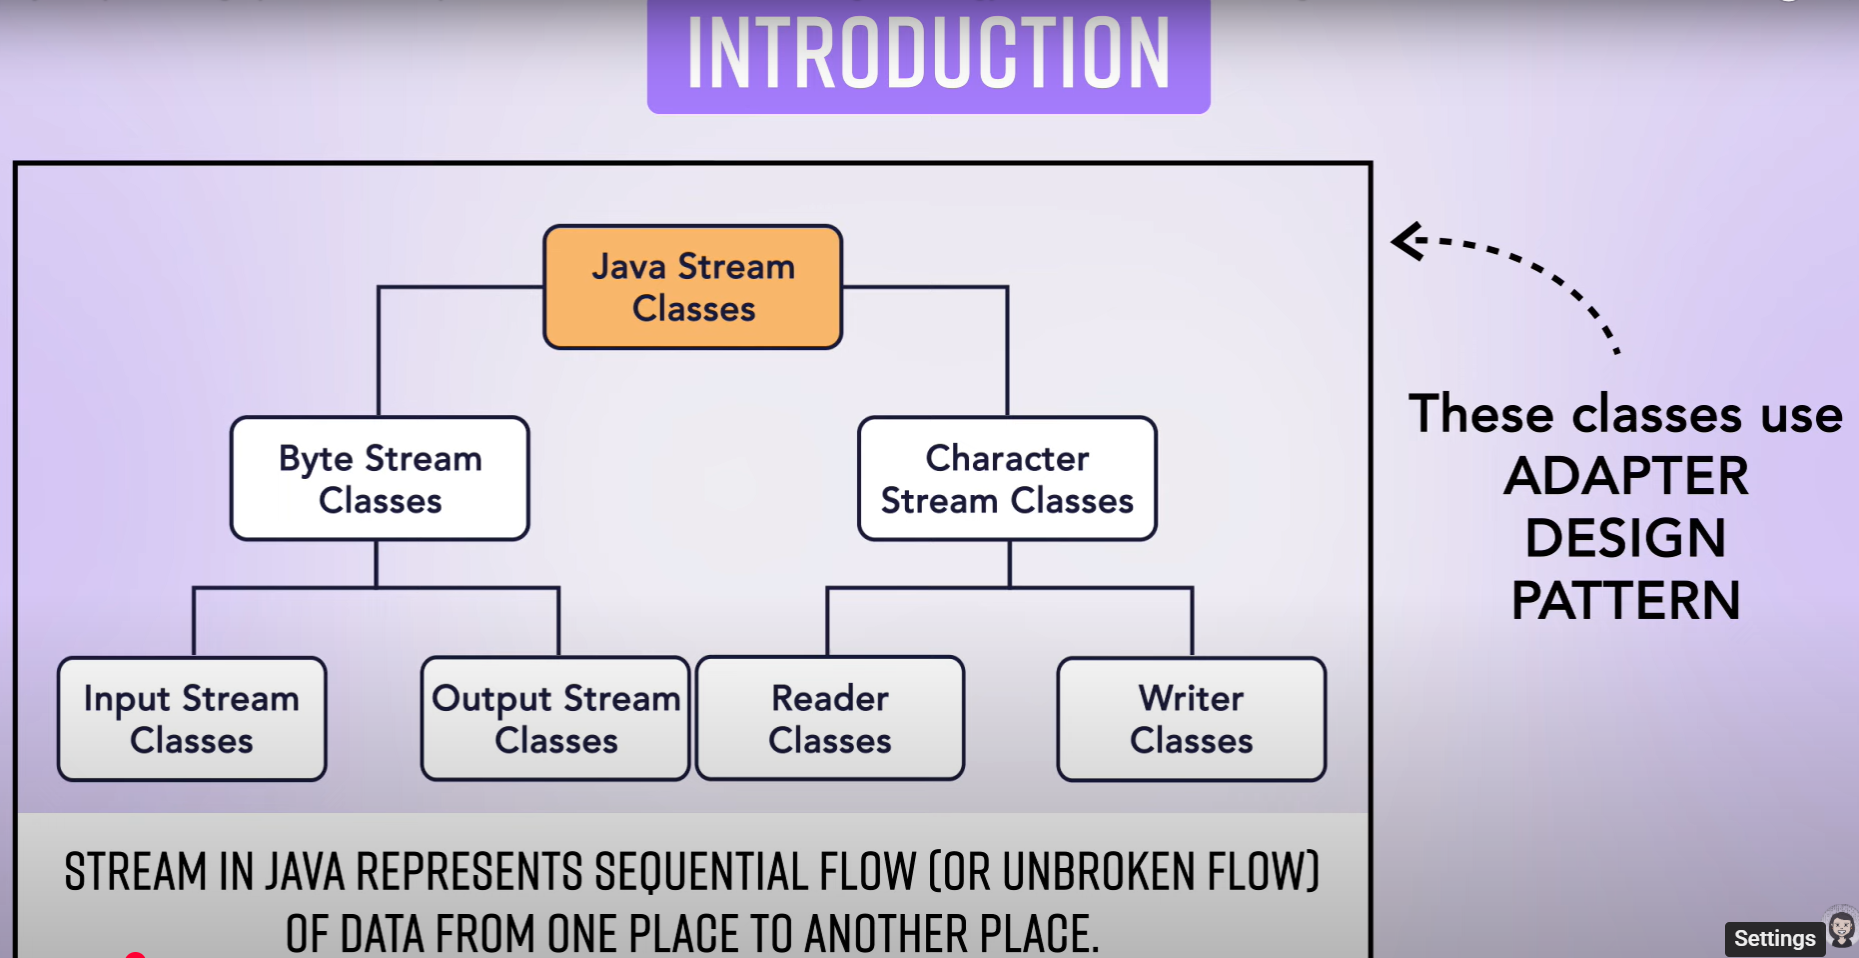 INTRODUCTION
Java Stream
Classes
Byte Stream
Classes
Character
Stream Classes
Input Stream
Classes
Output Stream
Classes
Reader
Classes
Writer
Classes
These classes use
ADAPTER
DESIGN
PATTERN
STREAM IN JAVA REPRESENTS SEQUENTIAL FLOW (OR UNBROKEN FLOW)
OF DATA FROM ONE PLACE TO ANOTHER PLACE.
Settings